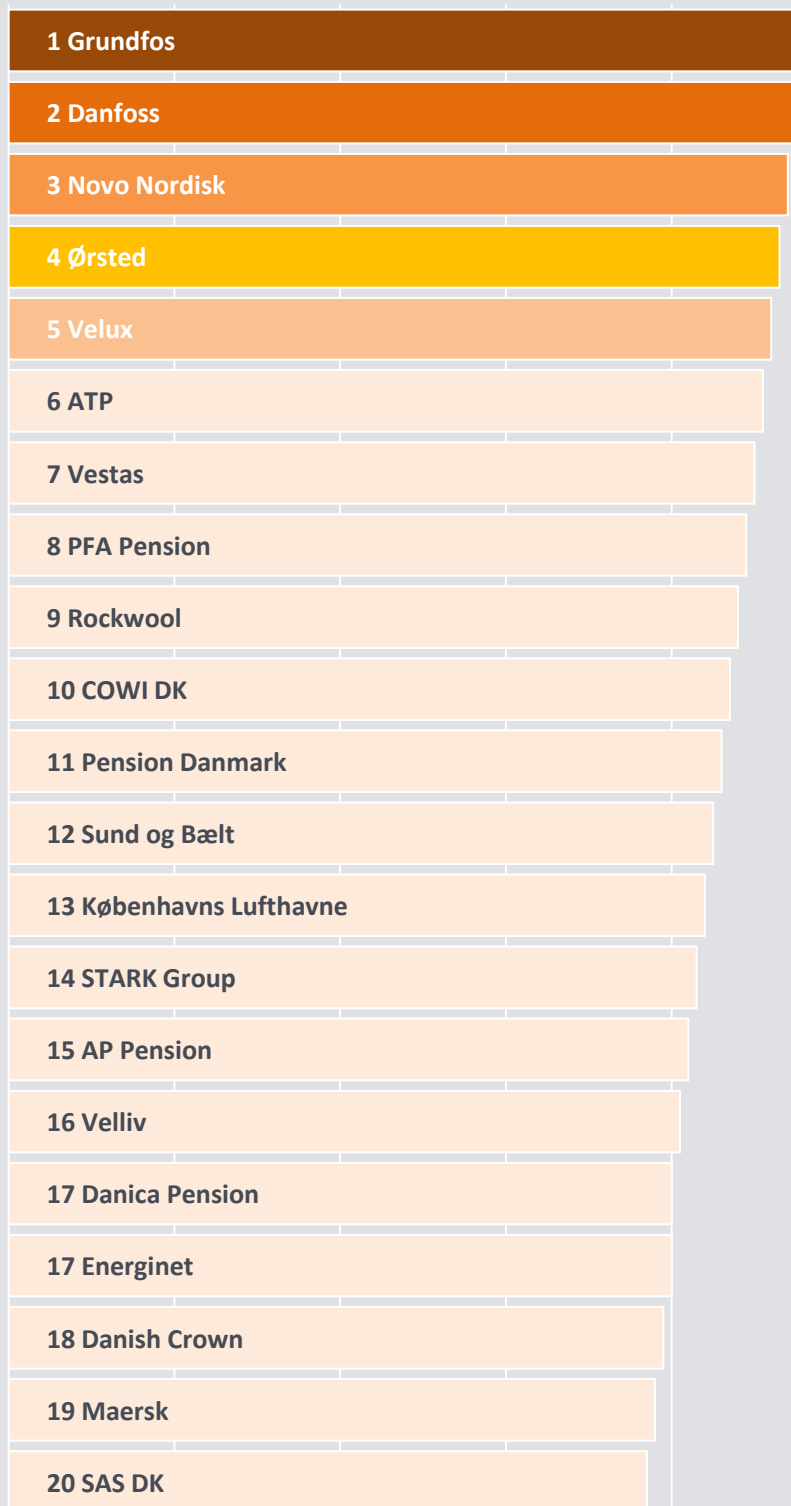 1 Grundfos
2 Danfoss
3 Novo Nordisk
4 Ørsted
5 Velux
6 ATP
7 Vestas
8 PFA Pension
9 Rockwool
10 COWI DK
11 Pension Danmark
12 Sund og Bælt
13 Københavns Lufthavne
14 STARK Group
15 AP Pension
16 Velliv
17 Danica Pension
17 Energinet
18 Danish Crown
19 Maersk
20 SAS DK